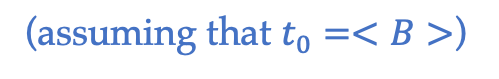 (assuming that t₀ =< B >)